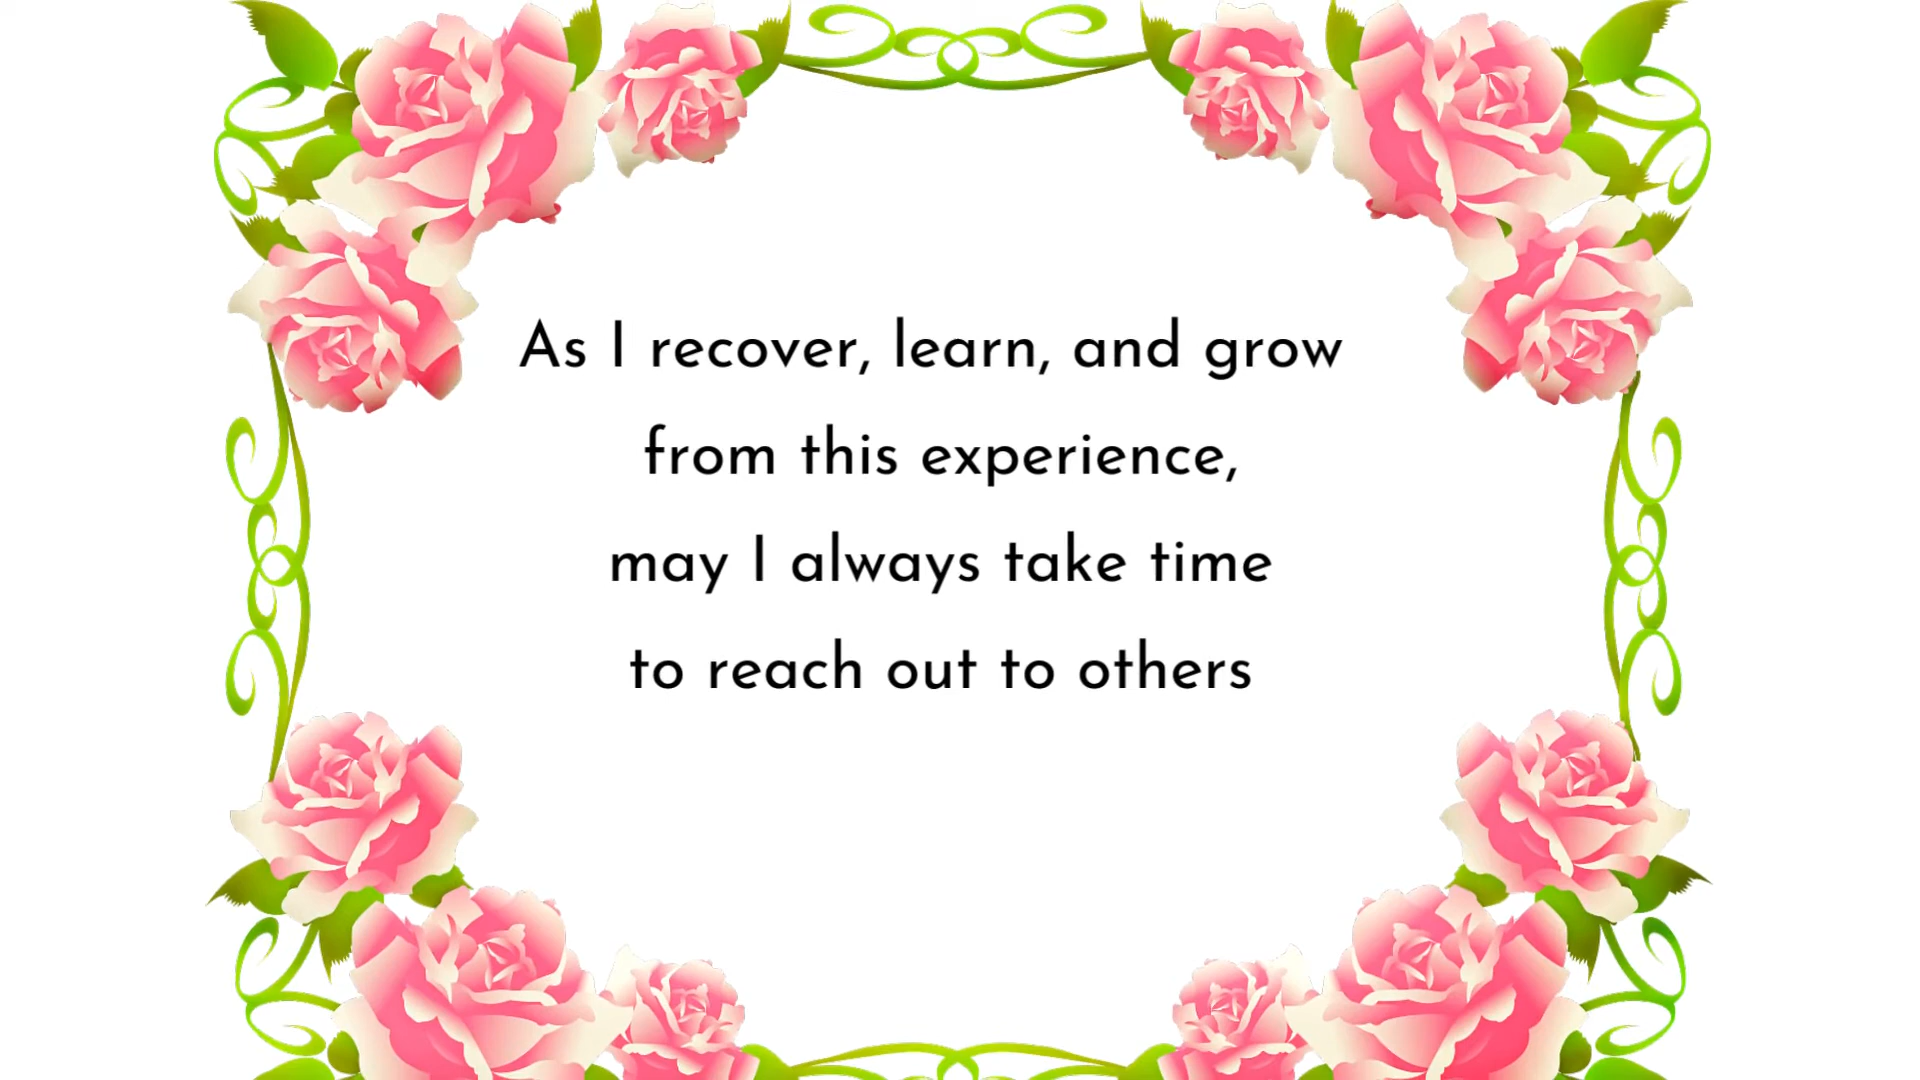 As I recover, learn, and grow
from this experience,
may I always take time
to reach out to others